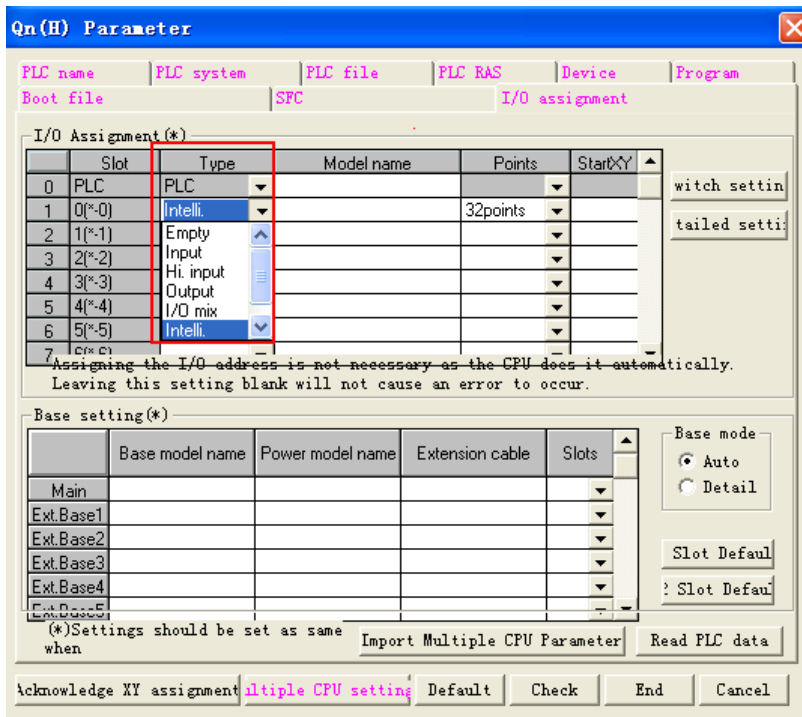 Qn(H) Parameter
PLC name PLC system PLC file PLC RAS Device Program
Boot file SFC I/O assignment
I/O Assignment(*)
Slot Type Model name Points StartXY
0 PLC PLC
1 0(*-0) Intelli. 32points
2 1(*-1) Empty
3 2(*-2) Input
4 3(*-3) Hi. input
Output
5 4(*-4) I/O mix
6 5(*-5) Intelli.
7 6(*-6)
witch settin
tailed setti
Assigning the I/O address is not necessary as the CPU does it automatically.
Leaving this setting blank will not cause an error to occur.
Base setting(*)
Base model name Power model name Extension cable Slots
Main
Ext.Base1
Ext.Base2
Ext.Base3
Ext.Base4
Ext.Base5
Base mode
Auto
Detail
Slot Defaul
2 Slot Defaul
(*)Settings should be set as same
when
Import Multiple CPU Parameter Read PLC data
Acknowledge XY assignment ltiple CPU setting Default Check End Cancel